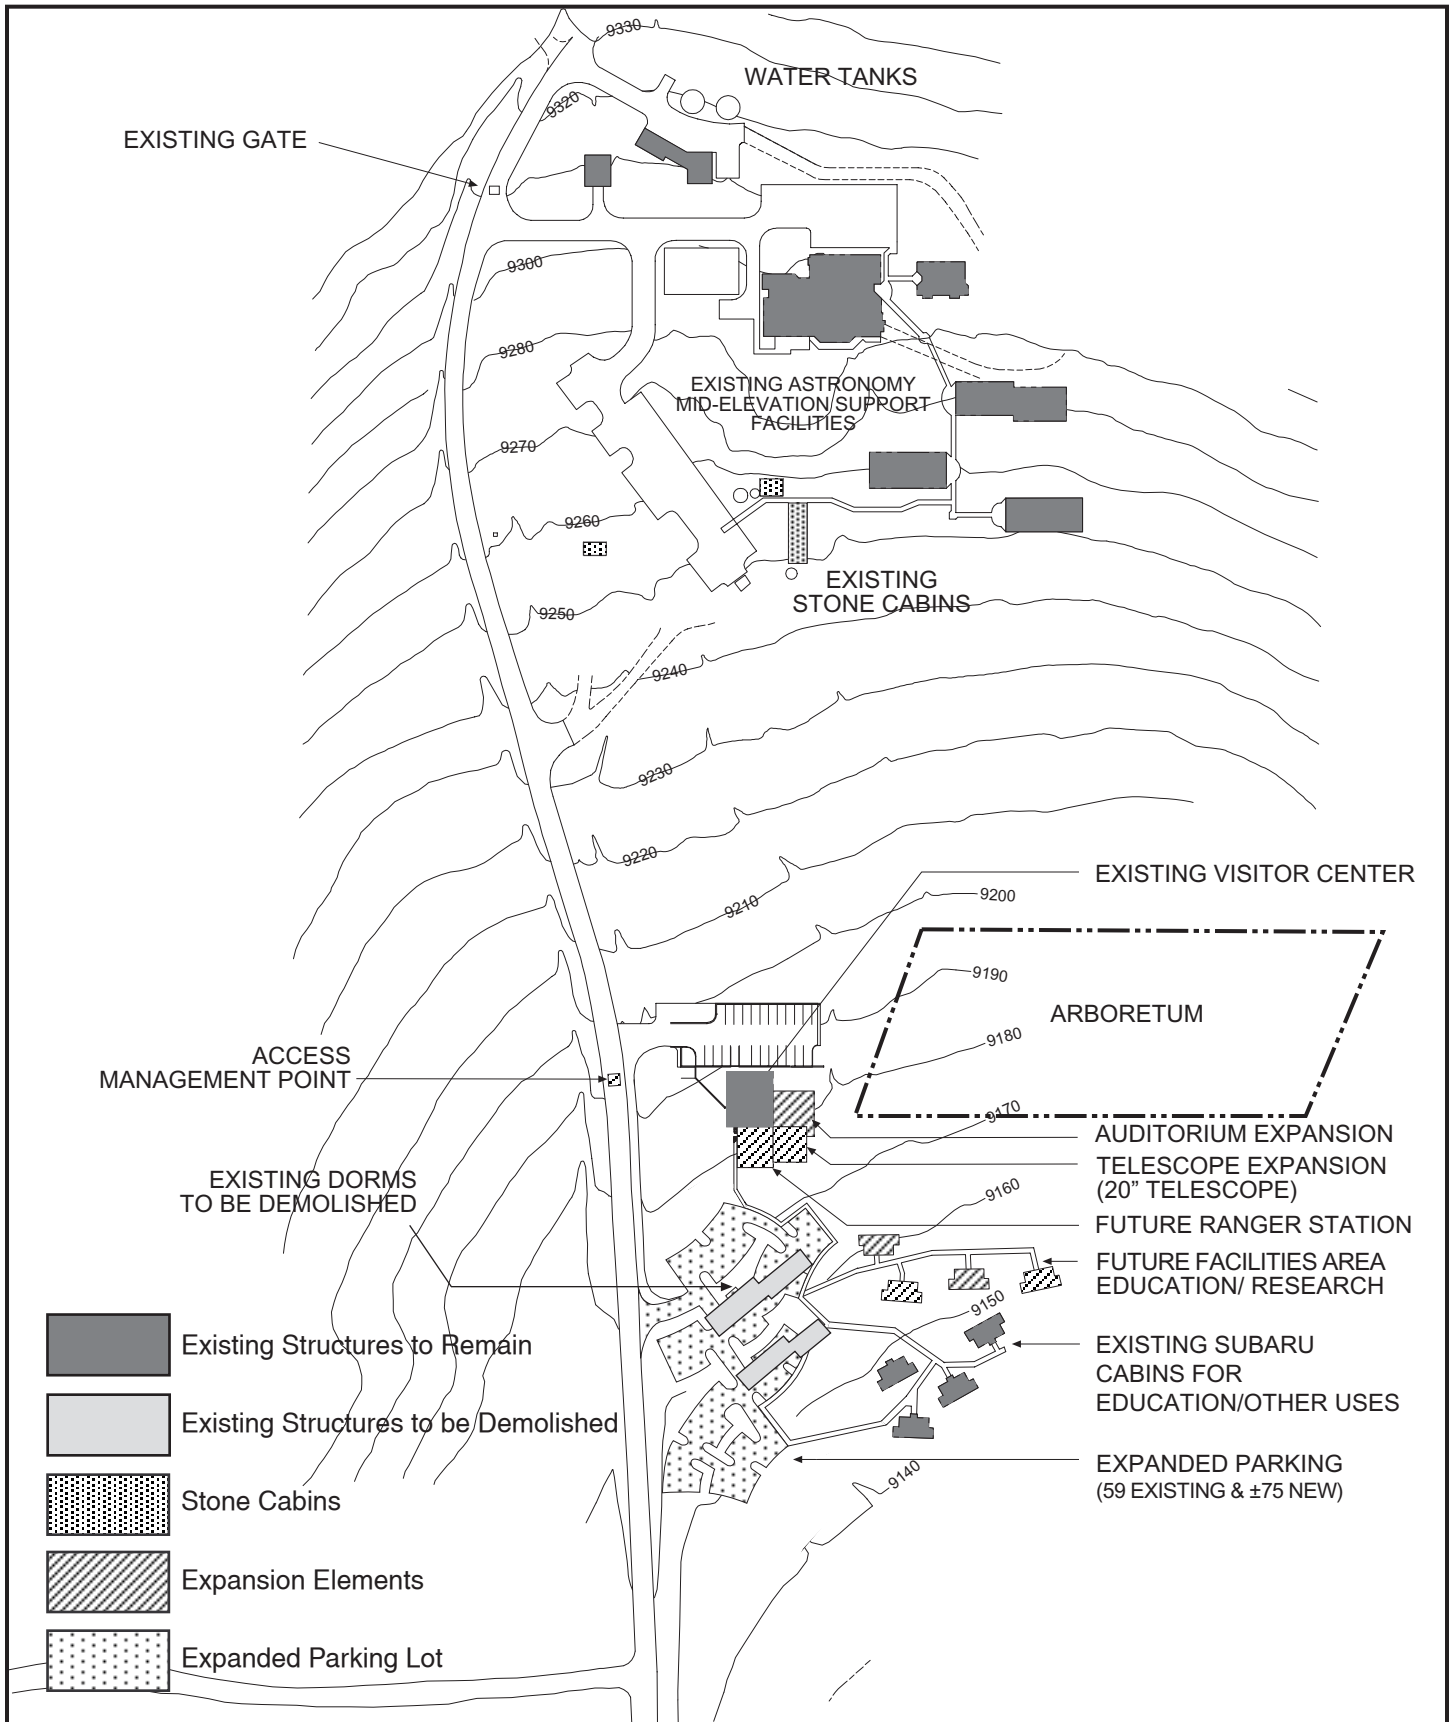 9330
WATER TANKS
9320
EXISTING GATE
9300
9280
EXISTING ASTRONOMY
MID-ELEVATION SUPPORT
FACILITIES
9270
9260
EXISTING
STONE CABINS
9250
9240
9230
9220
EXISTING VISITOR CENTER
9210
9200
9190
ARBORETUM
9180
ACCESS
MANAGEMENT POINT
9170
AUDITORIUM EXPANSION
TELESCOPE EXPANSION
(20” TELESCOPE)
EXISTING DORMS
TO BE DEMOLISHED
9160
FUTURE RANGER STATION
FUTURE FACILITIES AREA
EDUCATION/ RESEARCH
9150
EXISTING SUBARU
CABINS FOR
EDUCATION/OTHER USES
EXPANDED PARKING
(59 EXISTING & ±75 NEW)
9140
Existing Structures to Remain
Existing Structures to be Demolished
Stone Cabins
Expansion Elements
Expanded Parking Lot